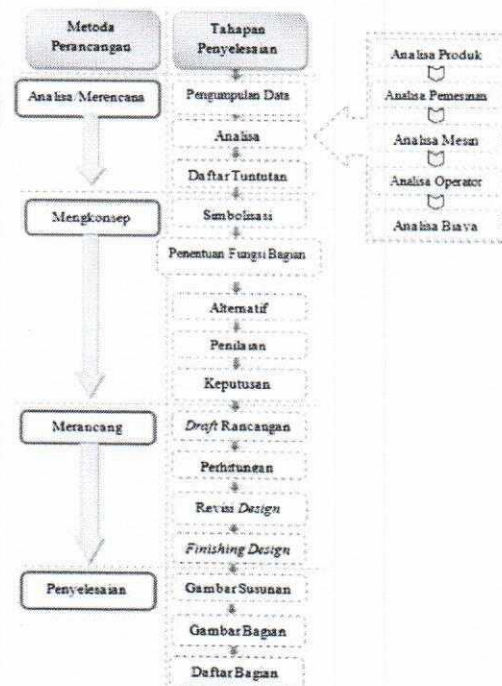 Metoda
Perancangan
Tahapan
Penyelesaian
Analisa/Merencana
Pengumpulan Data
Analisa
Daftar Tuntutan
Mengkonsep
Simbolisasi
Penentuan Fungsi Bagian
Alternatif
Penilaian
Keputusan
Merancang
Draft Rancangan
Perhitungan
Revisi Design
Finishing Design
Penyelesaian
Gambar Susunan
Gambar Bagian
Daftar Bagian
Analisa Produk
Analisa Pemesinan
Analisa Mesin
Analisa Operator
Analisa Biaya